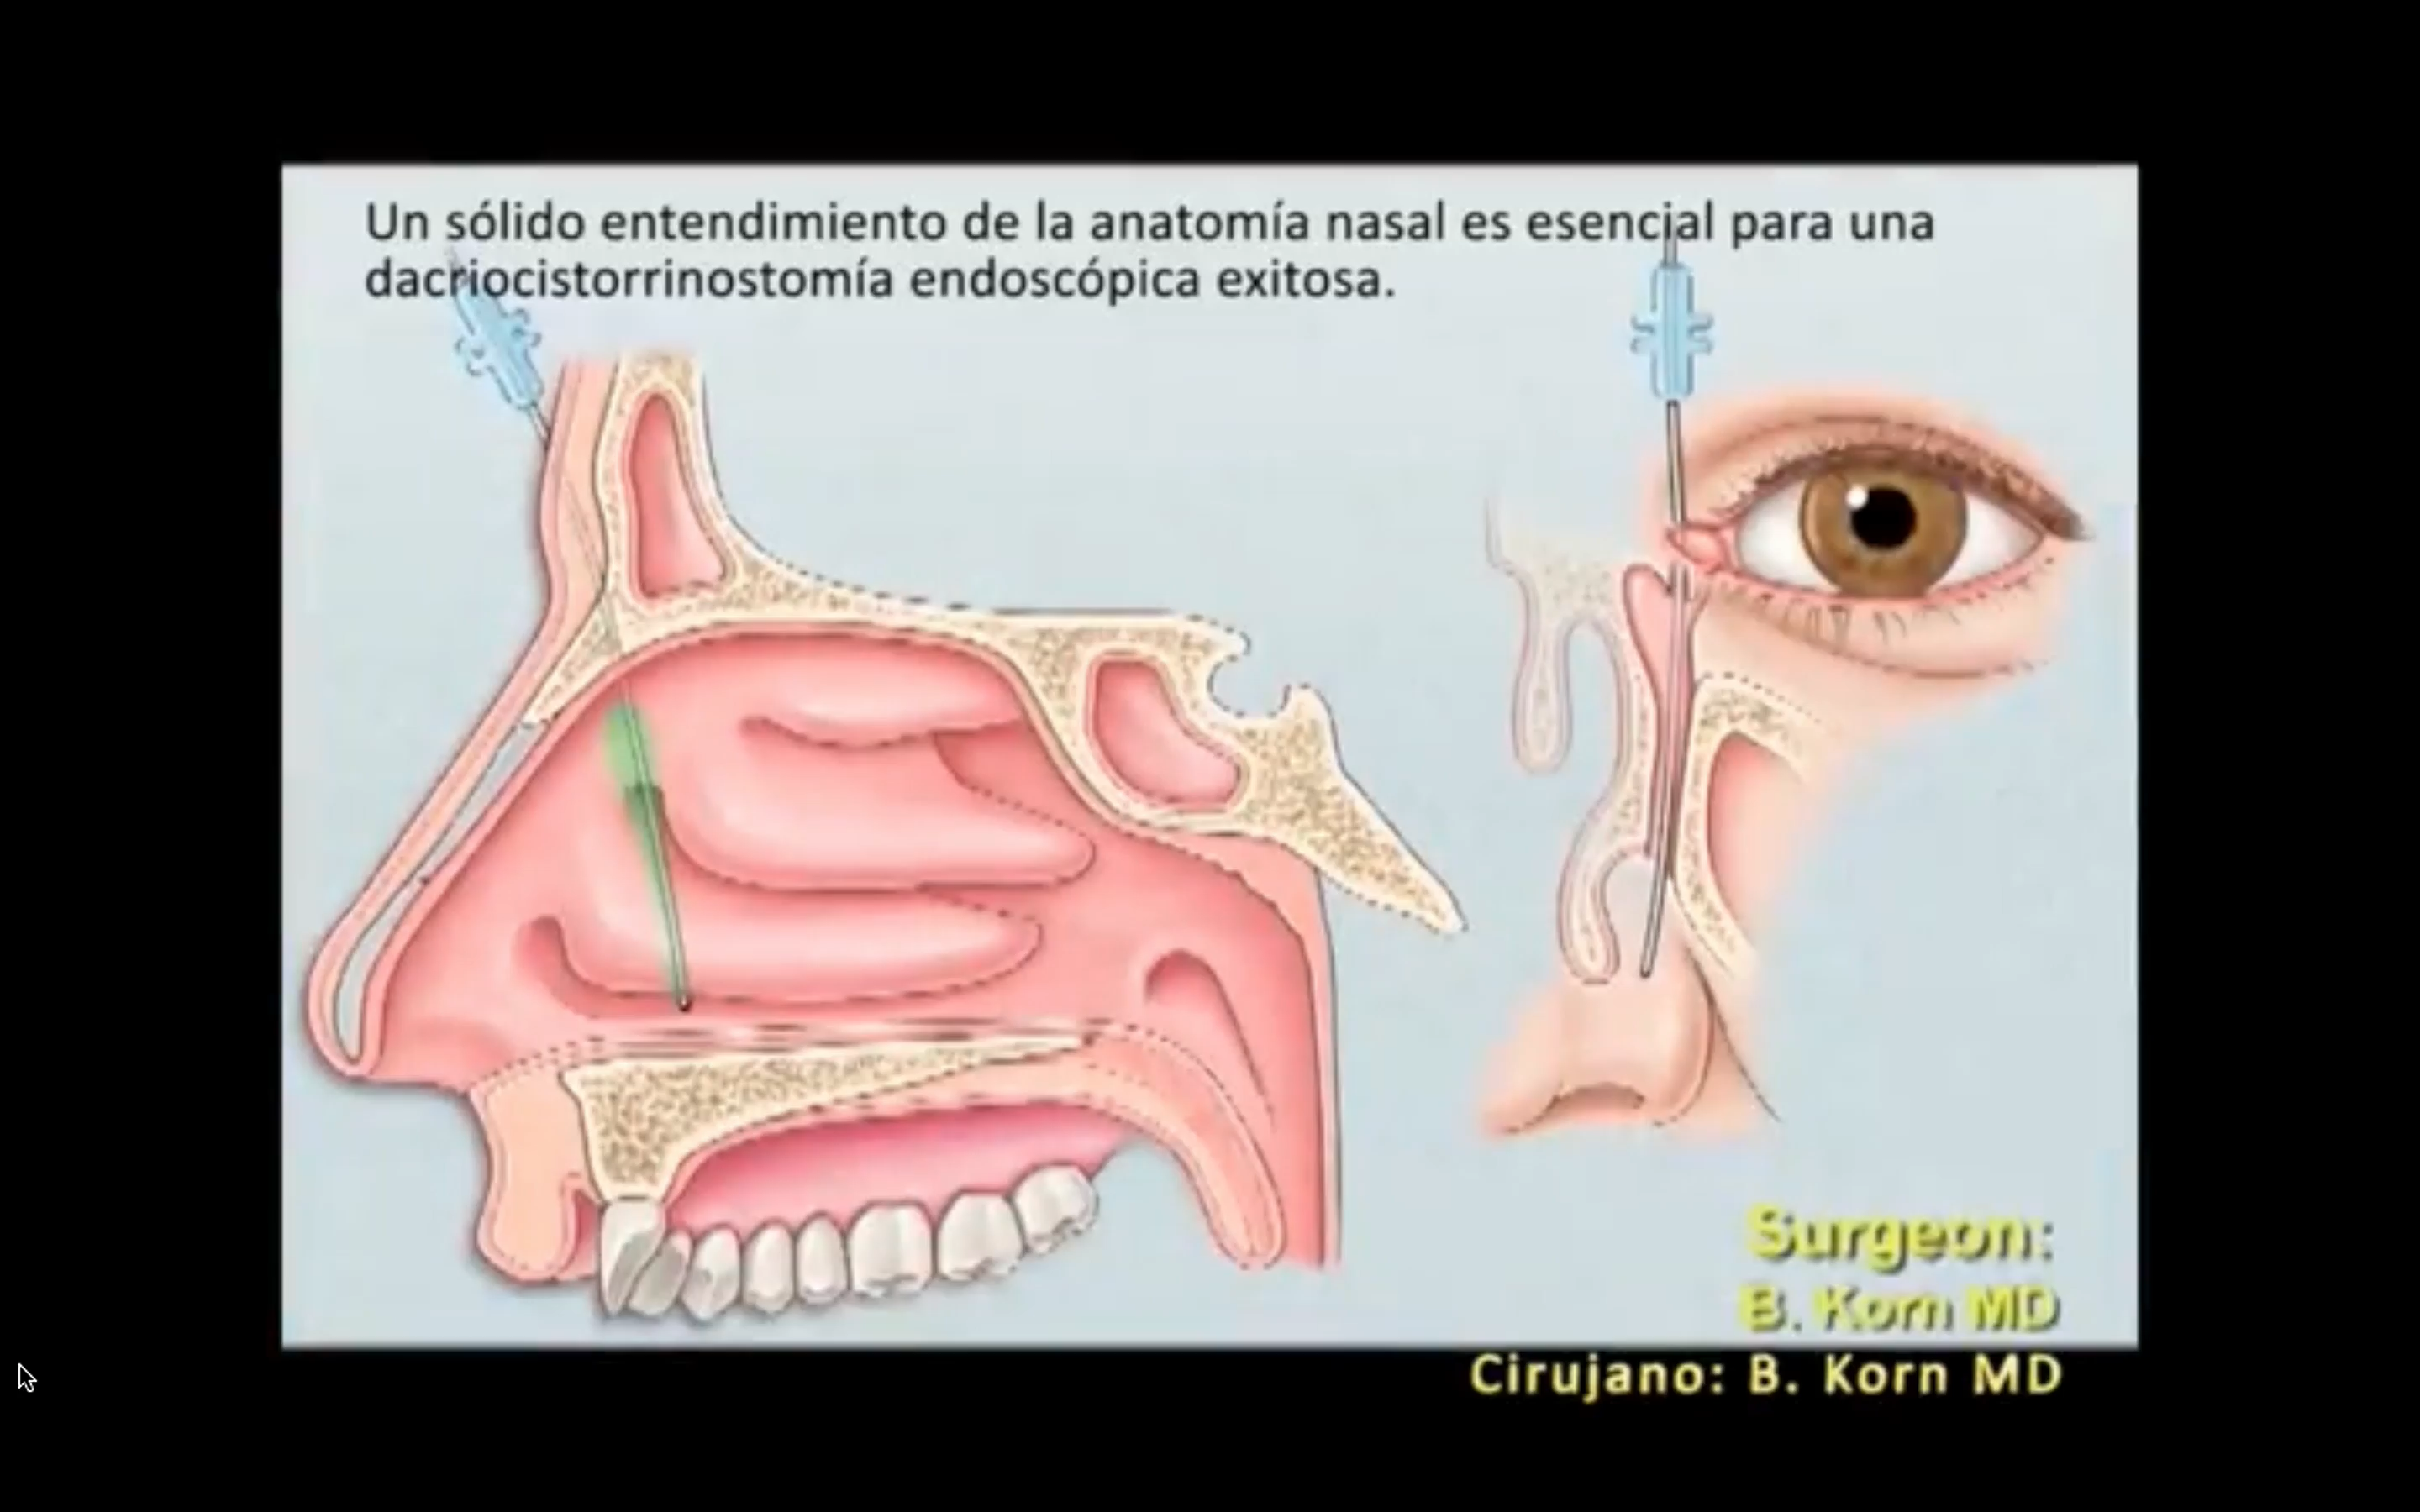 Un sólido entendimiento de la anatomía nasal es esencial para una
dacriocistorrinostomía endoscópica exitosa.
Surgeon:
B. Korn MD
Cirujano: B. Korn MD